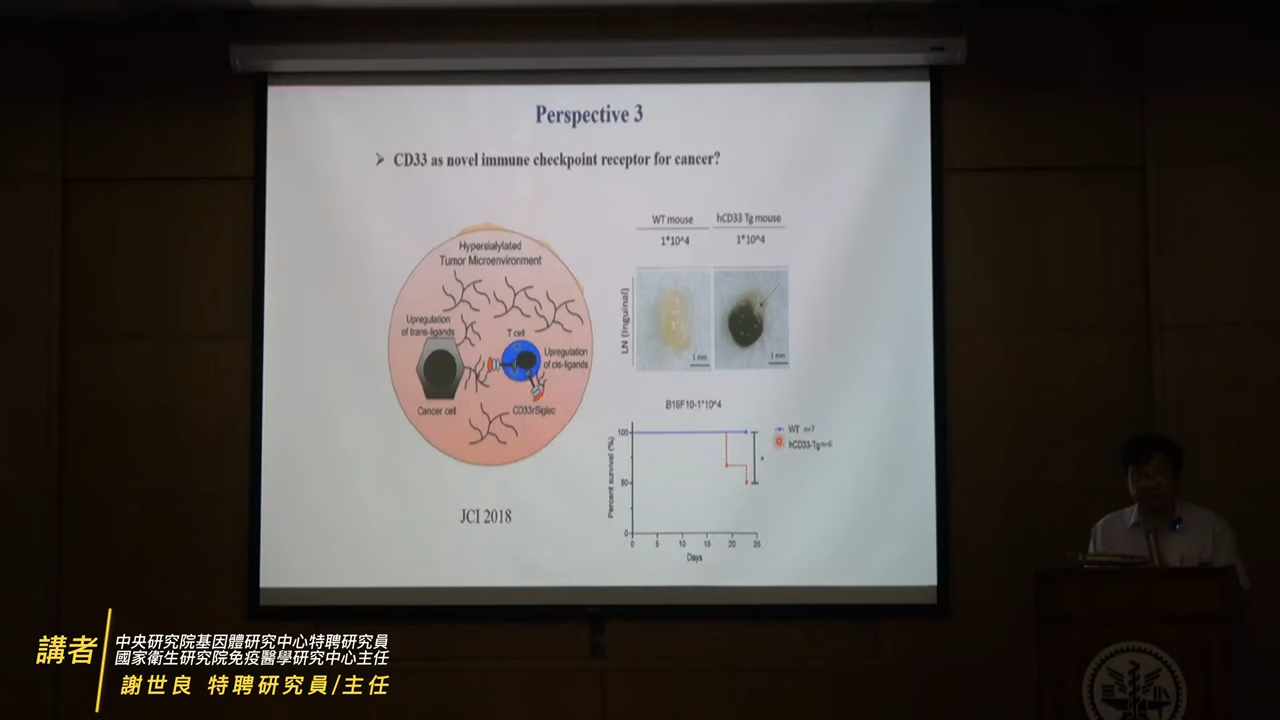 Perspective 3
➢ CD33 as novel immune checkpoint receptor for cancer?
Hypersialylated
Tumor Microenvironment
Upregulation
of trans-ligands
T cell
Upregulation
of cis-ligands
Cancer cell
CD33rSiglec
JCI 2018
WT mouse
hCD33 Tg mouse
1*10^4
1*10^4
LN (Inguinal)
1 mm
1 mm
B16F10-1*10^4
Percent survival (%)
100
50
0
0 5 10 15 20 25
Days
WT n=7
hCD33-Tg n=6
*
講者
中央研究院基因體研究中心特聘研究員
國家衛生研究院免疫醫學研究中心主任
謝世良 特聘研究員/主任